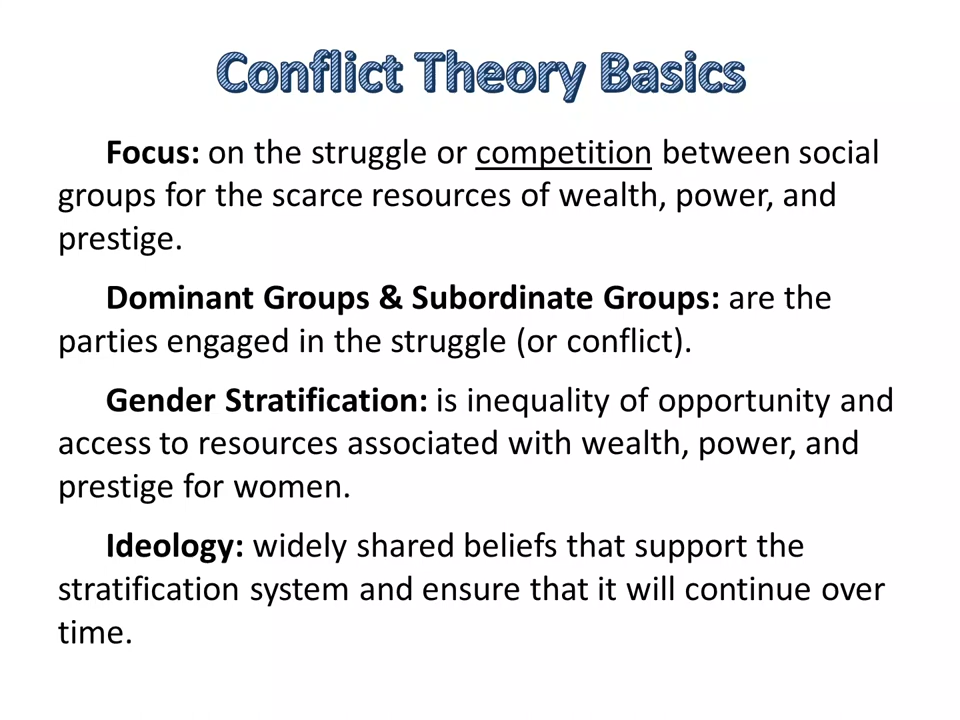 Conflict Theory Basics
Focus: on the struggle or competition between social
groups for the scarce resources of wealth, power, and
prestige.
Dominant Groups & Subordinate Groups: are the
parties engaged in the struggle (or conflict).
Gender Stratification: is inequality of opportunity and
access to resources associated with wealth, power, and
prestige for women.
Ideology: widely shared beliefs that support the
stratification system and ensure that it will continue over
time.